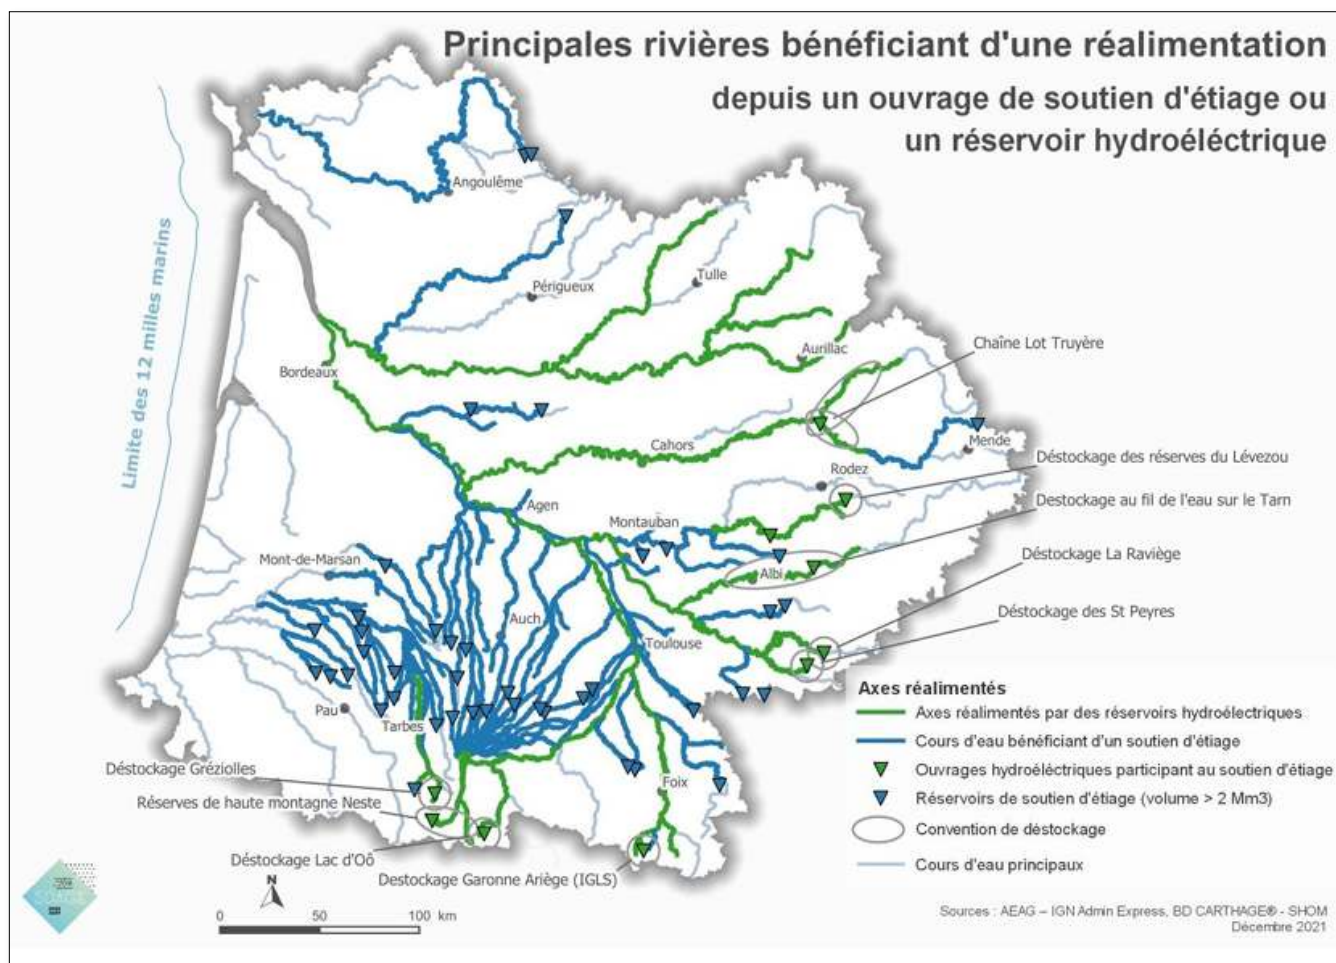 Principales rivières bénéficiant d'une réalimentation
depuis un ouvrage de soutien d'étiage ou
un réservoir hydroéléctrique
Limite des 12 milles marins
Angoulême
Périgueux
Tulle
Aurillac
Chaîne Lot Truyère
Bordeaux
Cahors
Mende
Rodez
Déstockage des réserves du Lévezou
Agen
Montauban
Destockage au fil de l'eau sur le Tarn
Mont-de-Marsan
Albi
Déstockage La Raviège
Auch
Toulouse
Déstockage des St Peyres
Pau
Tarbes
Déstockage Gréziolles
Réserves de haute montagne Neste
Foix
Déstockage Lac d'Oô
Destockage Garonne Ariège (IGLS)
Axes réalimentés
Axes réalimentés par des réservoirs hydroélectriques
Cours d'eau bénéficiant d'un soutien d'étiage
Ouvrages hydroéléctriques participant au soutien d'étiage
Réservoirs de soutien d'étiage (volume > 2 Mm3)
Convention de déstockage
Cours d'eau principaux
N
0 50 100 km
Sources : AEAG – IGN Admin Express, BD CARTHAGE® - SHOM
Décembre 2021